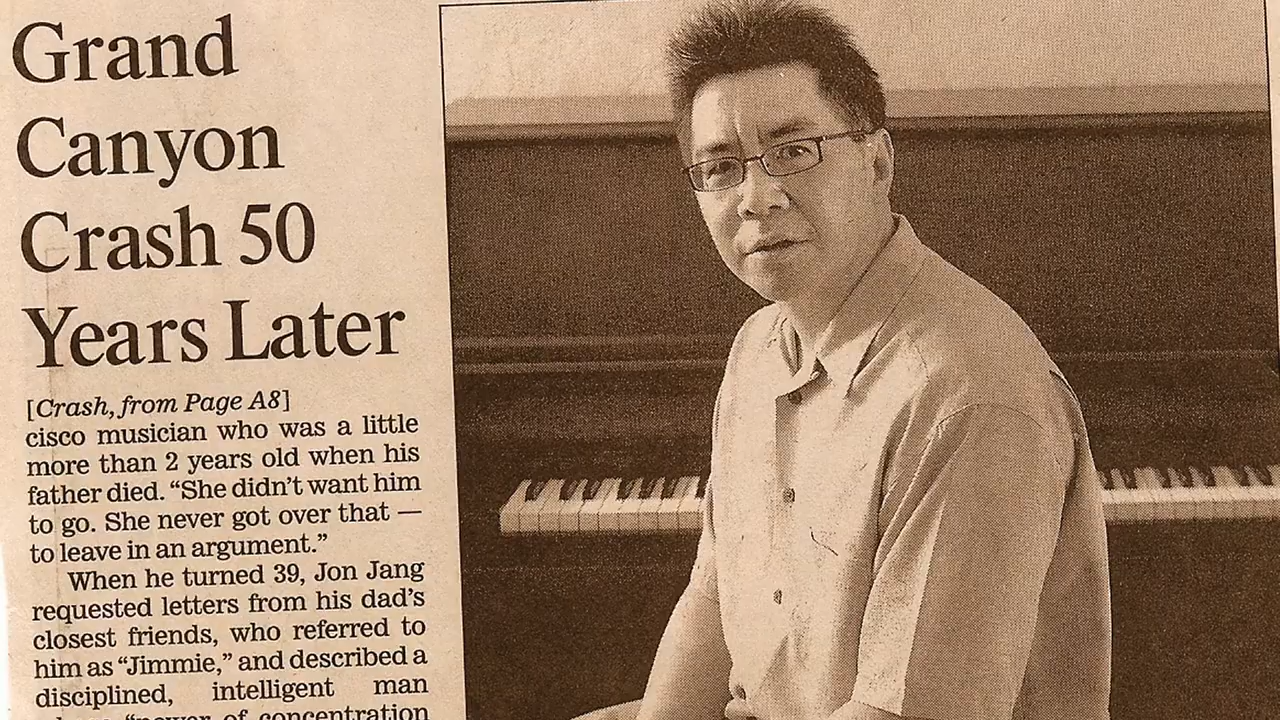 Grand
Canyon
Crash 50
Years Later
[Crash, from Page A8]
cisco musician who was a little
more than 2 years old when his
father died. “She didn’t want him
to go. She never got over that —
to leave in an argument.”
When he turned 39, Jon Jang
requested letters from his dad’s
closest friends, who referred to
him as “Jimmie,” and described a
disciplined, intelligent man
“power of concentration